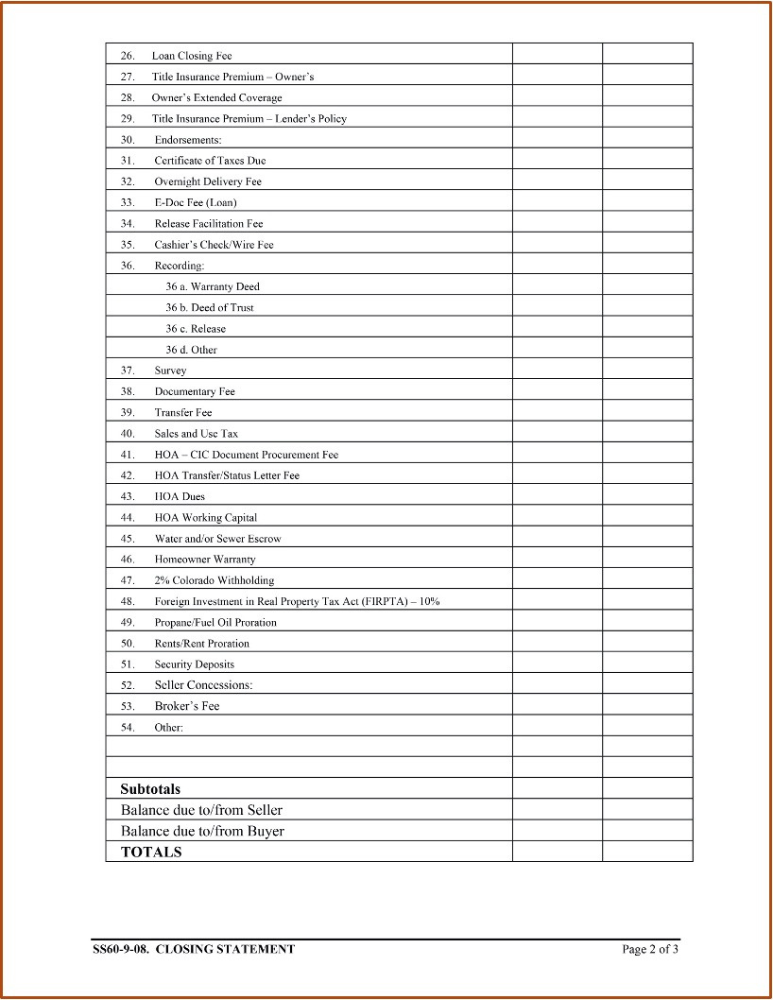 26. Loan Closing Fee
27. Title Insurance Premium – Owner's
28. Owner's Extended Coverage
29. Title Insurance Premium – Lender's Policy
30. Endorsements:
31. Certificate of Taxes Due
32. Overnight Delivery Fee
33. E-Doc Fee (Loan)
34. Release Facilitation Fee
35. Cashier's Check/Wire Fee
36. Recording:
36 a. Warranty Deed
36 b. Deed of Trust
36 c. Release
36 d. Other
37. Survey
38. Documentary Fee
39. Transfer Fee
40. Sales and Use Tax
41. HOA – CIC Document Procurement Fee
42. HOA Transfer/Status Letter Fee
43. HOA Dues
44. HOA Working Capital
45. Water and/or Sewer Escrow
46. Homeowner Warranty
47. 2% Colorado Withholding
48. Foreign Investment in Real Property Tax Act (FIRPTA) – 10%
49. Propane/Fuel Oil Proration
50. Rents/Rent Proration
51. Security Deposits
52. Seller Concessions:
53. Broker's Fee
54. Other:
Subtotals
Balance due to/from Seller
Balance due to/from Buyer
TOTALS
SS60-9-08. CLOSING STATEMENT Page 2 of 3